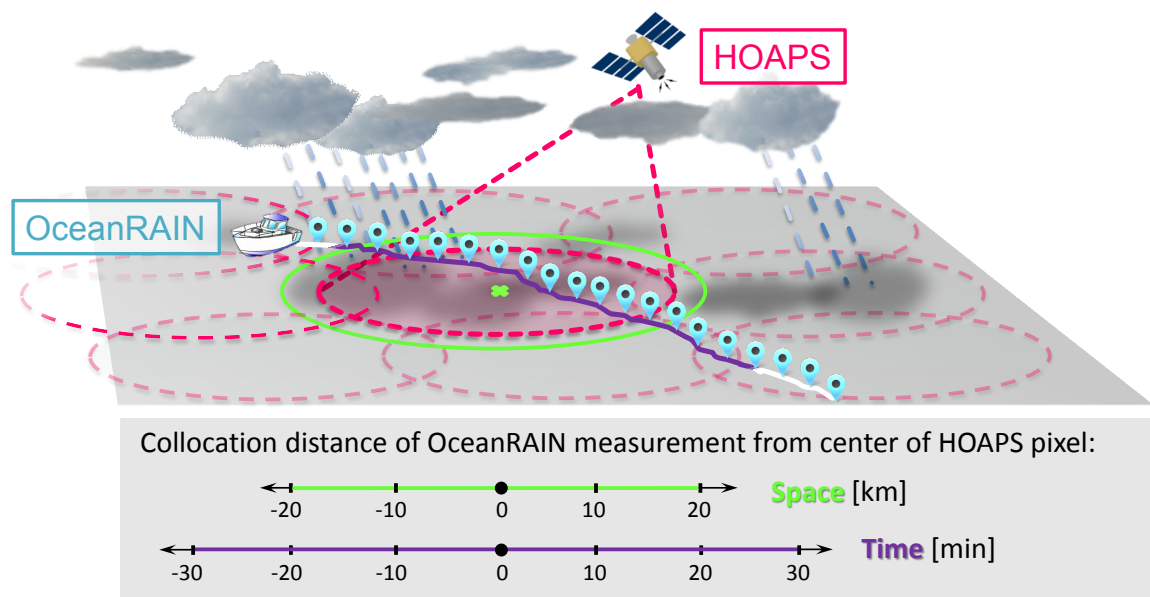 HOAPS
OceanRAIN
Collocation distance of OceanRAIN measurement from center of HOAPS pixel:
-20 -10 0 10 20 Space [km]
-30 -20 -10 0 10 20 30 Time [min]